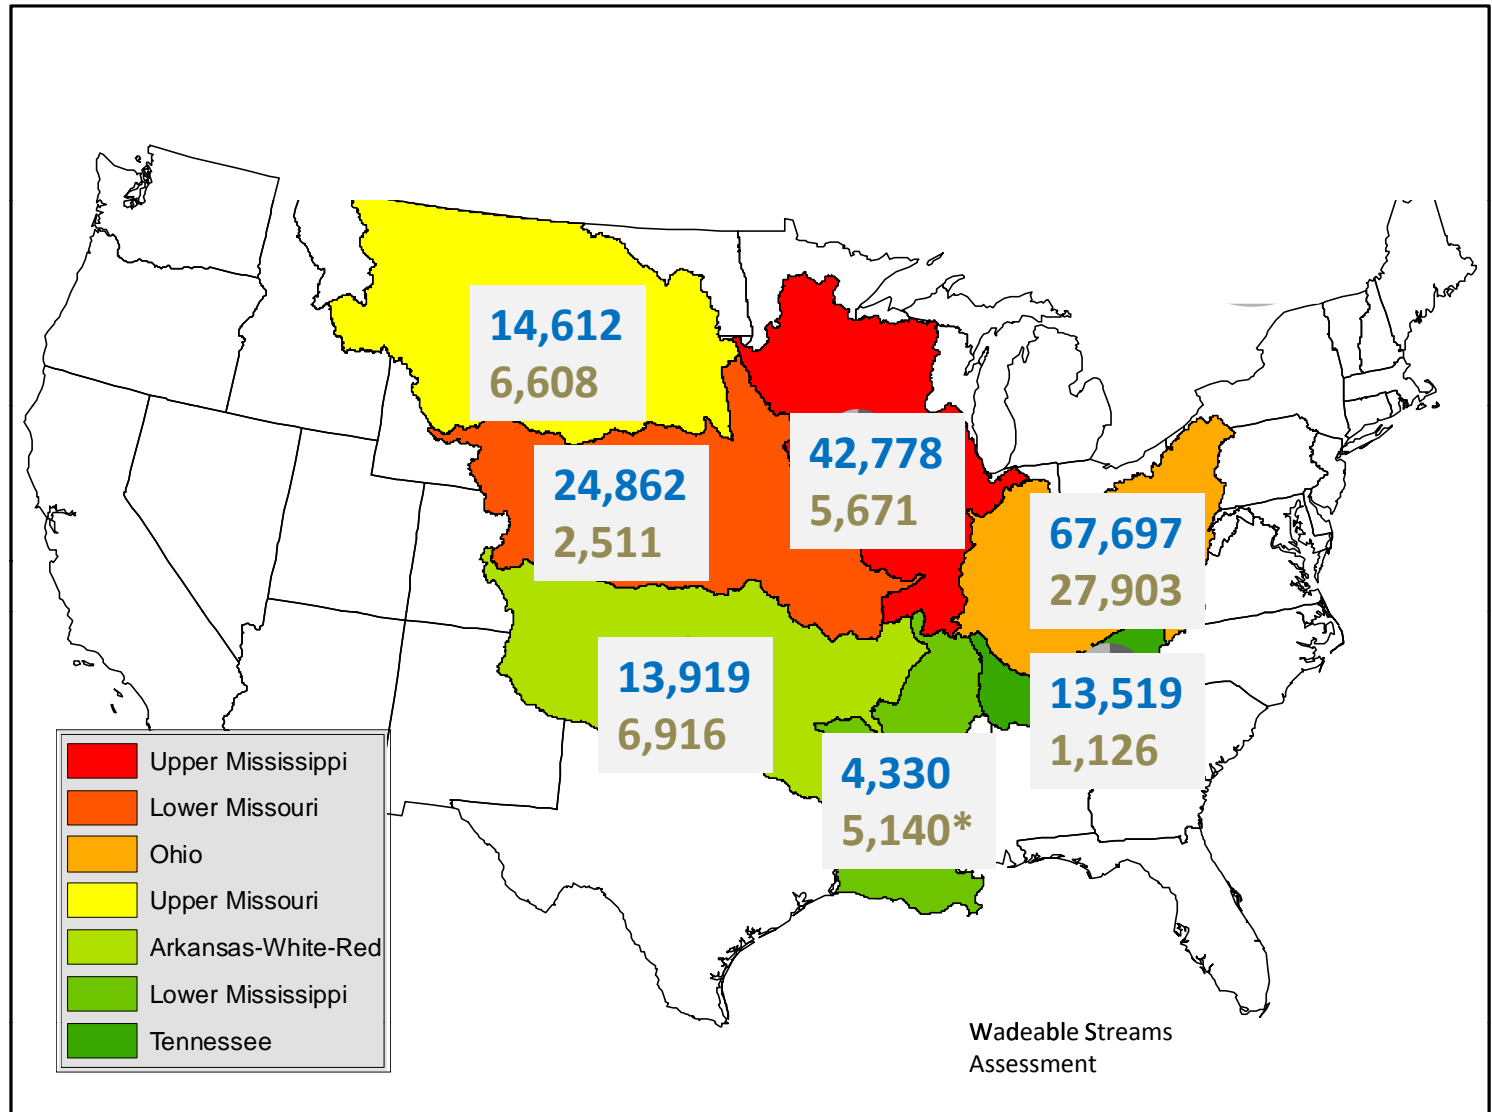 14,612
6,608
42,778
5,671
24,862
2,511
67,697
27,903
13,919
6,916
13,519
1,126
4,330
5,140*
Upper Mississippi
Lower Missouri
Ohio
Upper Missouri
Arkansas-White-Red
Lower Mississippi
Tennessee
Wadeable Streams
Assessment